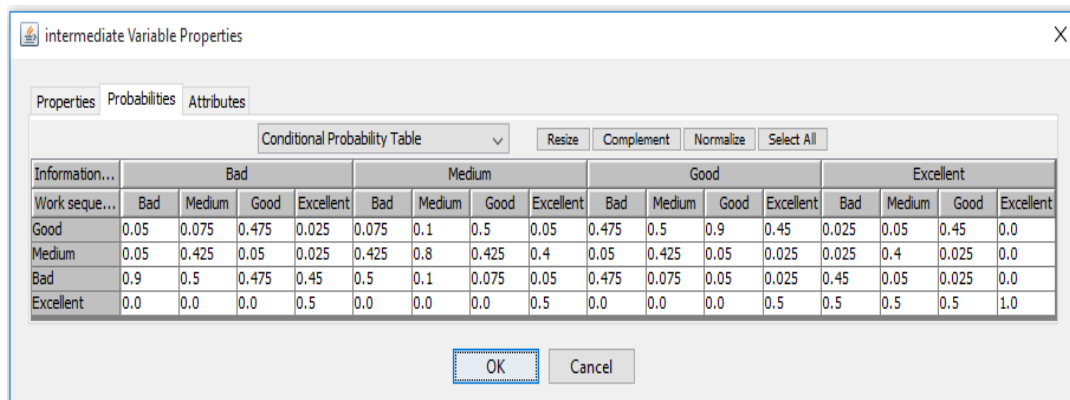 intermediate Variable Properties X
Properties Probabilities Attributes
Conditional Probability Table Resize Complement Normalize Select All
Information... Bad Medium Good Excellent
Work seque... Bad Medium Good Excellent Bad Medium Good Excellent Bad Medium Good Excellent Bad Medium Good Excellent
Good 0.05 0.075 0.475 0.025 0.075 0.1 0.5 0.05 0.475 0.5 0.9 0.45 0.025 0.05 0.45 0.0
Medium 0.05 0.425 0.05 0.025 0.425 0.8 0.425 0.4 0.05 0.425 0.05 0.025 0.025 0.4 0.025 0.0
Bad 0.9 0.5 0.475 0.45 0.5 0.1 0.075 0.05 0.475 0.075 0.05 0.025 0.45 0.05 0.025 0.0
Excellent 0.0 0.0 0.0 0.5 0.0 0.0 0.0 0.5 0.0 0.0 0.0 0.5 0.5 0.5 0.5 1.0
OK Cancel